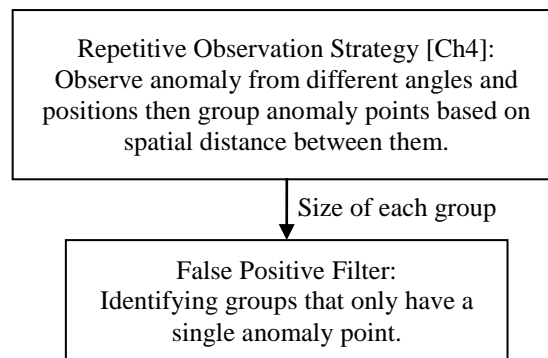 Repetitive Observation Strategy [Ch4]:
Observe anomaly from different angles and
positions then group anomaly points based on
spatial distance between them.
Size of each group
False Positive Filter:
Identifying groups that only have a
single anomaly point.